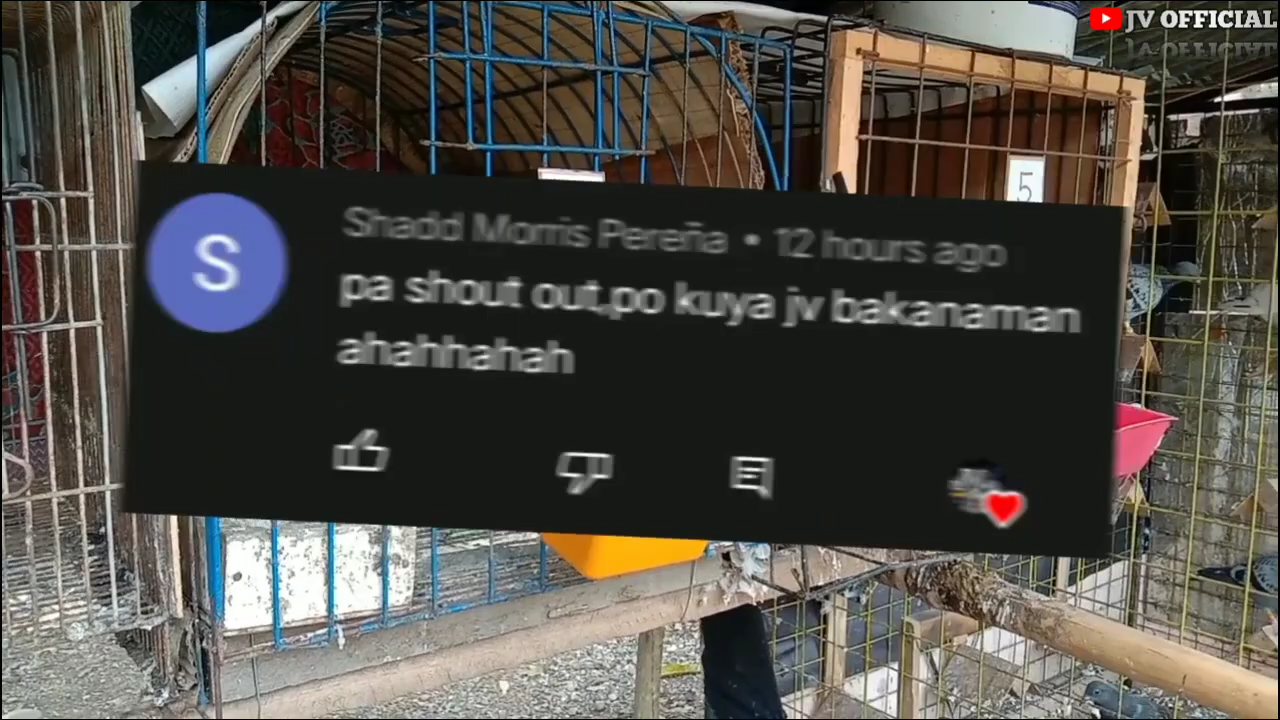 JV OFFICIAL
5
S
Shadd Morris Pereña • 12 hours ago
pa shout out,po kuya jv bakanaman
ahahhahah